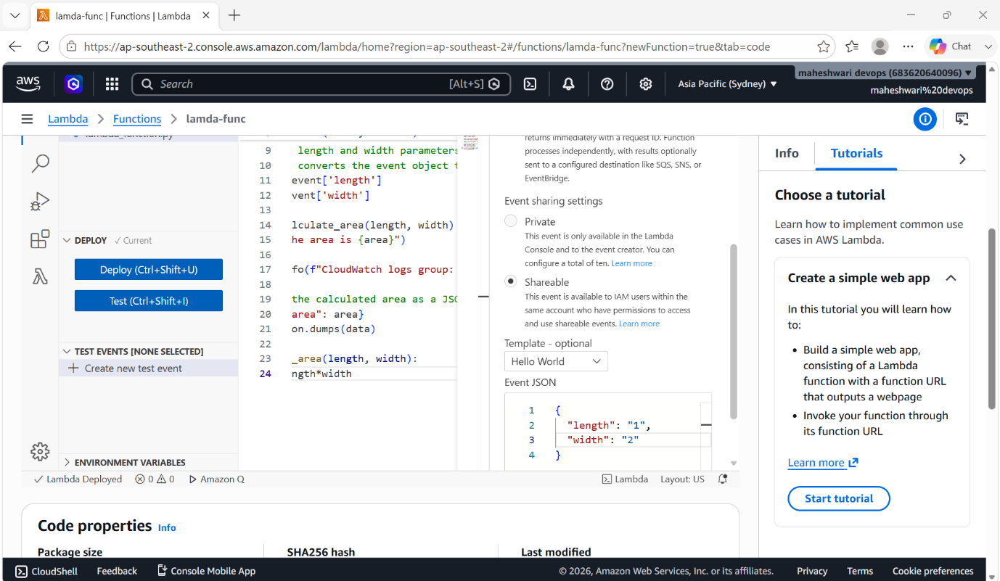 lamda-func | Functions | Lambda
https://ap-southeast-2.console.aws.amazon.com/lambda/home?region=ap-southeast-2#/functions/lamda-func?newFunction=true&tab=code
Chat
aws
Search
[Alt+S]
Asia Pacific (Sydney) ▼
maheshwari devops (683620640096) ▼
maheshwari%20devops
Lambda
Functions
lamda-func
lambda_function.py
DEPLOY
Current
Deploy (Ctrl+Shift+U)
Test (Ctrl+Shift+I)
TEST EVENTS [NONE SELECTED]
Create new test event
ENVIRONMENT VARIABLES
9 length and width parameters
10 converts the event object t
11 event['length']
12 vent['width']
13
14 lculate_area(length, width)
15 he area is {area}")
16
17 fo(f"CloudWatch logs group:
18
19 the calculated area as a JSO
20 area": area}
21 on.dumps(data)
22
23 _area(length, width):
24 ngth*width
returns immediately with a request ID. Function
processes independently, with results optionally
sent to a configured destination like SQS, SNS, or
EventBridge.
Event sharing settings
Private
This event is only available in the Lambda
Console and to the event creator. You can
configure a total of ten. Learn more
Shareable
This event is available to IAM users within the
same account who have permissions to access
and use shareable events. Learn more
Template - optional
Hello World
Event JSON
1 {
2 "length": "1",
3 "width": "2"
4 }
Lambda Deployed
0
0
Amazon Q
Lambda
Layout: US
Code properties Info
Package size
SHA256 hash
Last modified
Info
Tutorials
Choose a tutorial
Learn how to implement common use
cases in AWS Lambda.
Create a simple web app
In this tutorial you will learn how
to:
• Build a simple web app,
consisting of a Lambda
function with a function URL
that outputs a webpage
• Invoke your function through
its function URL
Learn more
Start tutorial
CloudShell
Feedback
Console Mobile App
© 2026, Amazon Web Services, Inc. or its affiliates.
Privacy
Terms
Cookie preferences